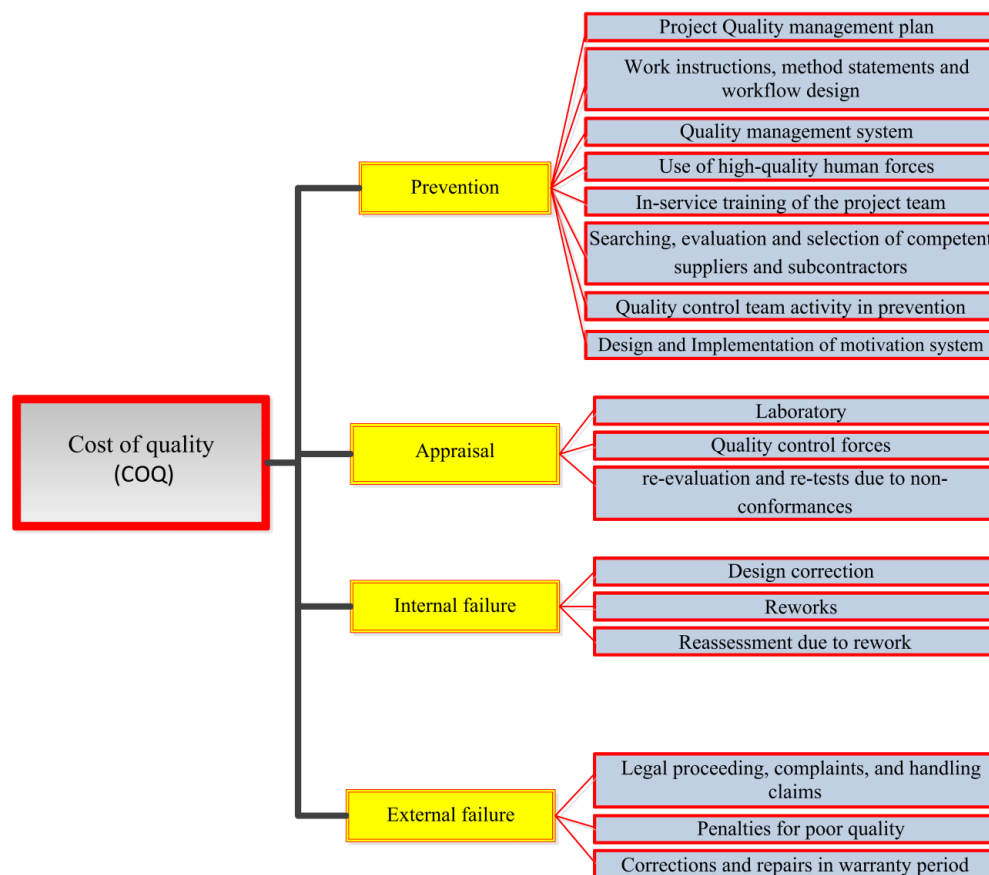 Project Quality management plan
Work instructions, method statements and
workflow design
Quality management system
Use of high-quality human forces
Prevention
In-service training of the project team
Searching, evaluation and selection of competent
suppliers and subcontractors
Quality control team activity in prevention
Design and Implementation of motivation system
Cost of quality
(COQ)
Appraisal
Laboratory
Quality control forces
re-evaluation and re-tests due to non-
conformances
Internal failure
Design correction
Reworks
Reassessment due to rework
External failure
Legal proceeding, complaints, and handling
claims
Penalties for poor quality
Corrections and repairs in warranty period